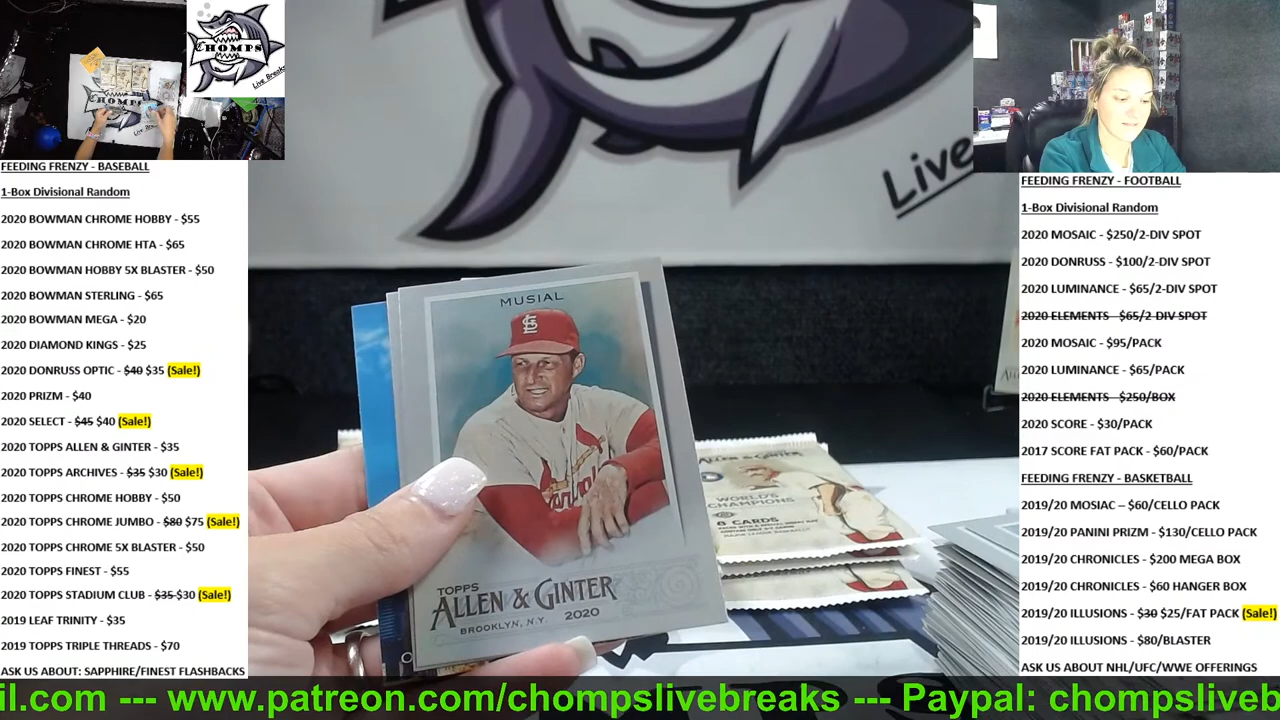 CHOMPS
Live Breaks
FEEDING FRENZY - BASEBALL
1-Box Divisional Random
2020 BOWMAN CHROME HOBBY - $55
2020 BOWMAN CHROME HTA - $65
2020 BOWMAN HOBBY 5X BLASTER - $50
2020 BOWMAN STERLING - $65
2020 BOWMAN MEGA - $20
2020 DIAMOND KINGS - $25
2020 DONRUSS OPTIC - $40 $35 (Sale!)
2020 PRIZM - $40
2020 SELECT - $45 $40 (Sale!)
2020 TOPPS ALLEN & GINTER - $35
2020 TOPPS ARCHIVES - $35 $30 (Sale!)
2020 TOPPS CHROME HOBBY - $50
2020 TOPPS CHROME JUMBO - $80 $75 (Sale!)
2020 TOPPS CHROME 5X BLASTER - $50
2020 TOPPS FINEST - $55
2020 TOPPS STADIUM CLUB - $35 $30 (Sale!)
2019 LEAF TRINITY - $35
2019 TOPPS TRIPLE THREADS - $70
ASK US ABOUT: SAPPHIRE/FINEST FLASHBACKS
Live
MUSIAL
TOPPS
ALLEN & GINTER
BROOKLYN, N.Y. 2020
ALLEN & GINTER
WORLD'S
CHAMPIONS
8 CARDS
FEEDING FRENZY - FOOTBALL
1-Box Divisional Random
2020 MOSAIC - $250/2-DIV SPOT
2020 DONRUSS - $100/2-DIV SPOT
2020 LUMINANCE - $65/2-DIV SPOT
2020 ELEMENTS - $65/2-DIV SPOT
2020 MOSAIC - $95/PACK
2020 LUMINANCE - $65/PACK
2020 ELEMENTS - $250/BOX
2020 SCORE - $30/PACK
2017 SCORE FAT PACK - $60/PACK
FEEDING FRENZY - BASKETBALL
2019/20 MOSIAC – $60/CELLO PACK
2019/20 PANINI PRIZM - $130/CELLO PACK
2019/20 CHRONICLES - $200 MEGA BOX
2019/20 CHRONICLES - $60 HANGER BOX
2019/20 ILLUSIONS - $30 $25/FAT PACK (Sale!)
2019/20 ILLUSIONS - $80/BLASTER
ASK US ABOUT NHL/UFC/WWE OFFERINGS
il.com --- www.patreon.com/chompslivebreaks --- Paypal: chompsliveb